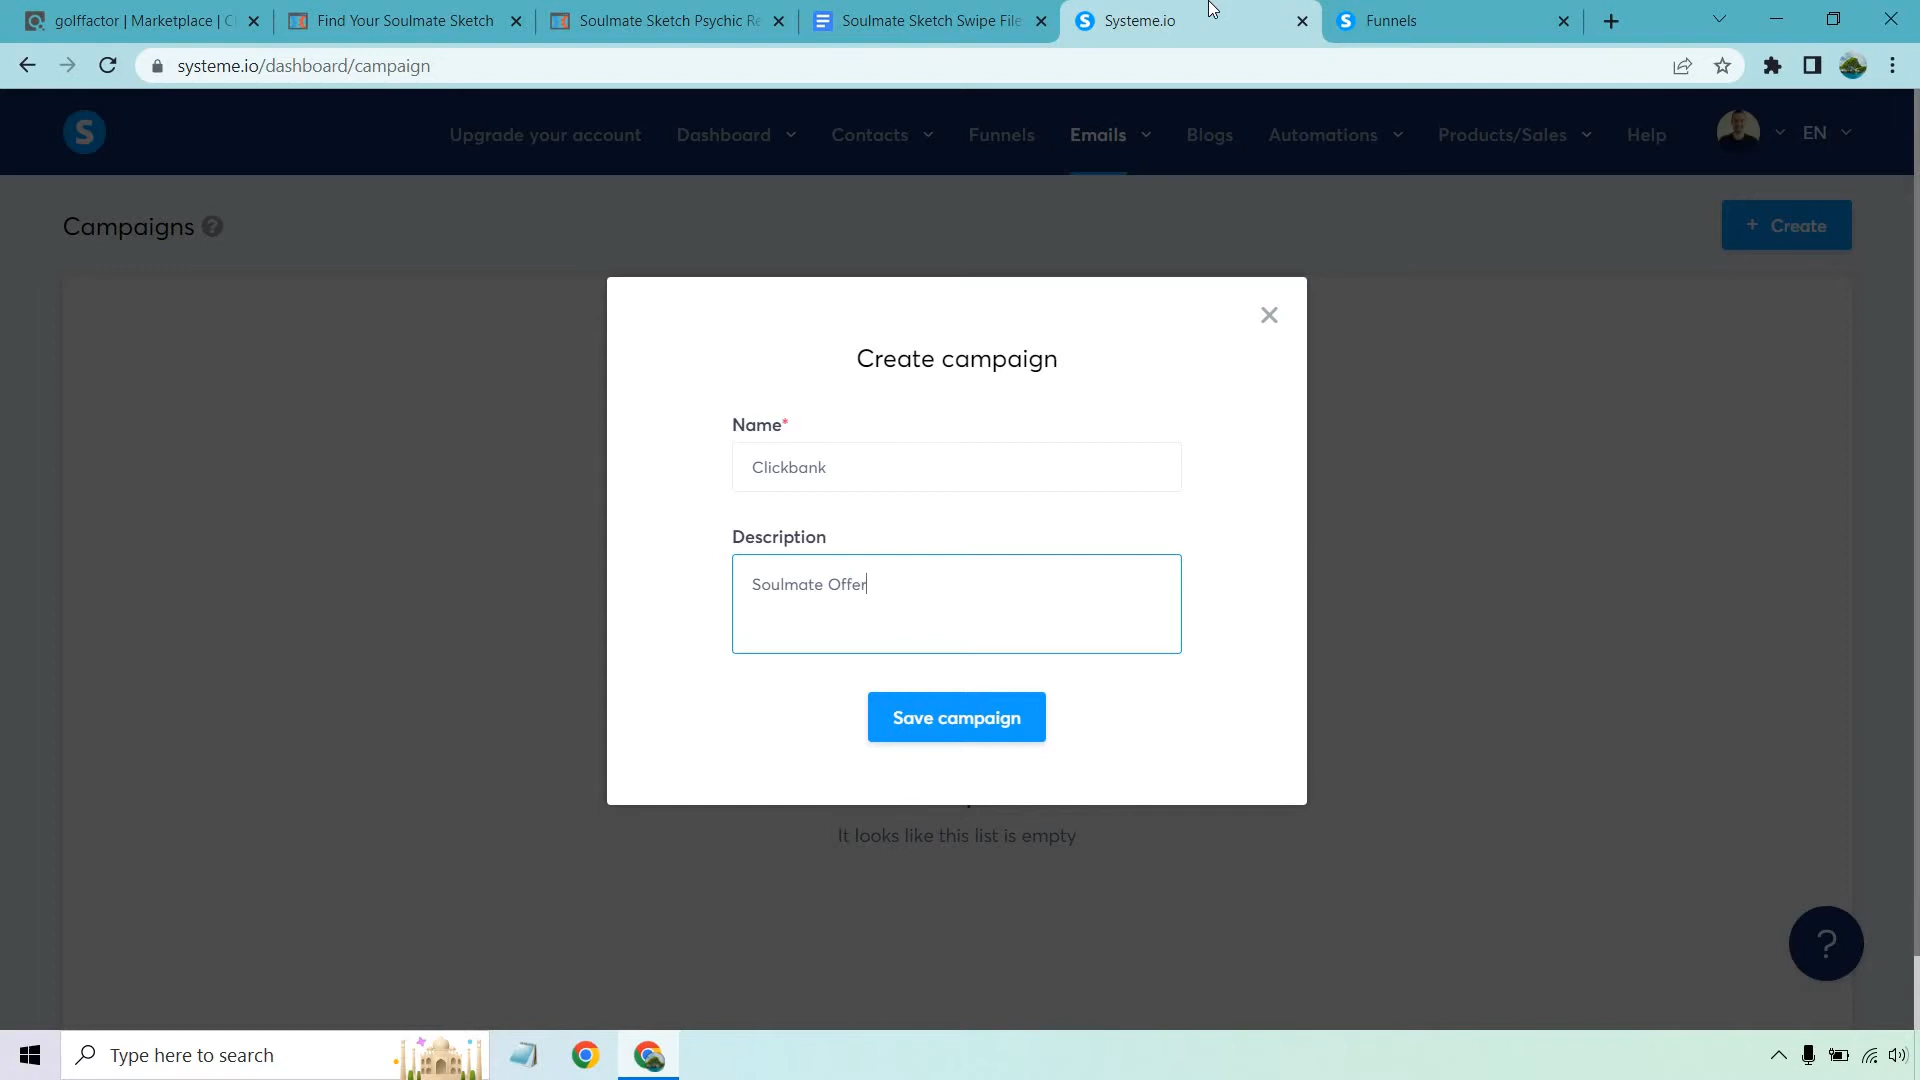 golffactor | Marketplace | C
Find Your Soulmate Sketch
Soulmate Sketch Psychic Re
Soulmate Sketch Swipe File
Systeme.io
Funnels
systeme.io/dashboard/campaign
S
Upgrade your account
Dashboard
Contacts
Funnels
Emails
Blogs
Automations
Products/Sales
Help
EN
Campaigns ?
+ Create
Create campaign
Name*
Clickbank
Description
Soulmate Offer
Save campaign
It looks like this list is empty
?
Type here to search